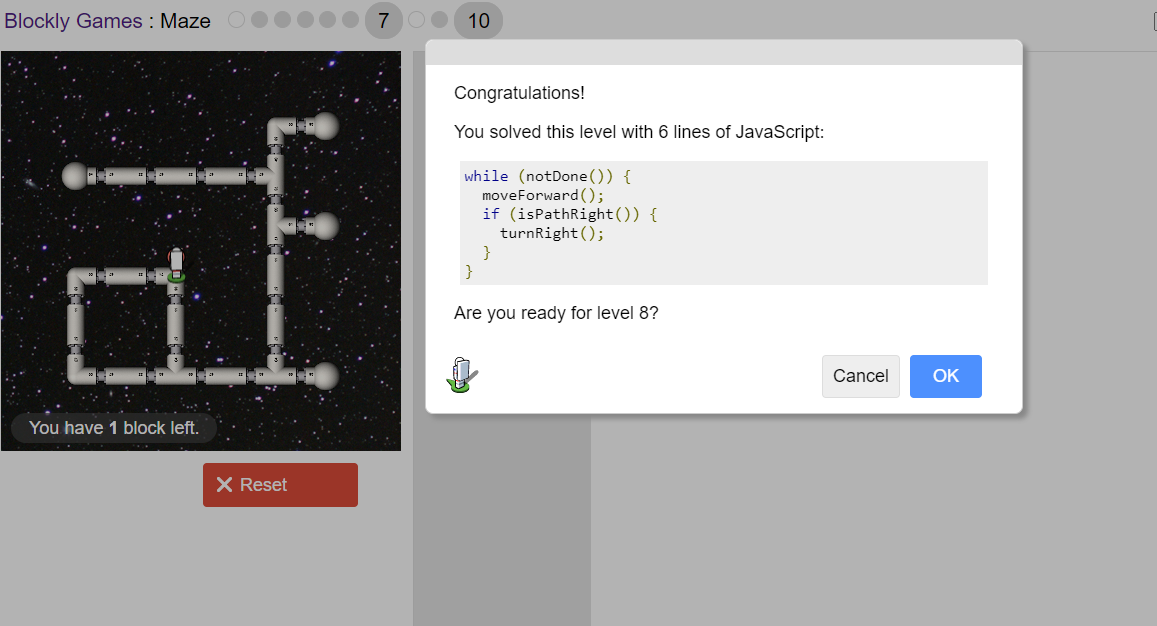 Blockly Games : Maze 7 10
Congratulations!
You solved this level with 6 lines of JavaScript:
while (notDone()) {
  moveForward();
  if (isPathRight()) {
    turnRight();
  }
}
Are you ready for level 8?
Cancel OK
You have 1 block left.
Reset